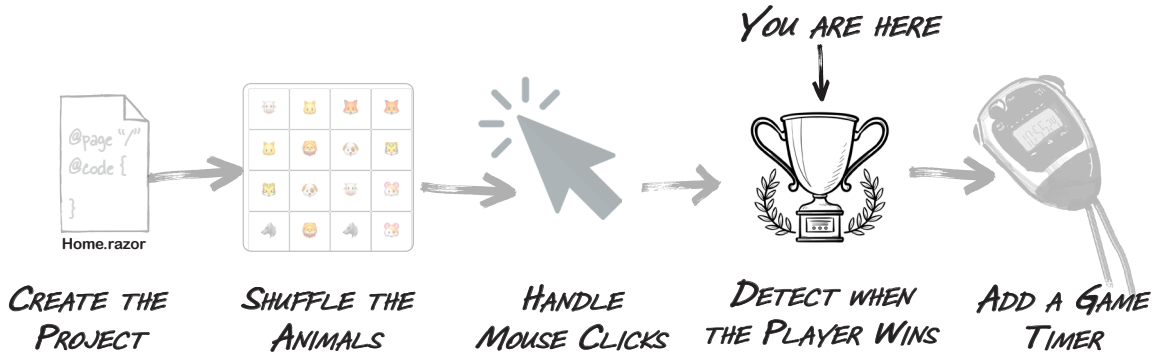 YOU ARE HERE
@page "/"
@code {
}
Home.razor
CREATE THE
PROJECT
SHUFFLE THE
ANIMALS
HANDLE
MOUSE CLICKS
DETECT WHEN
THE PLAYER WINS
ADD A GAME
TIMER